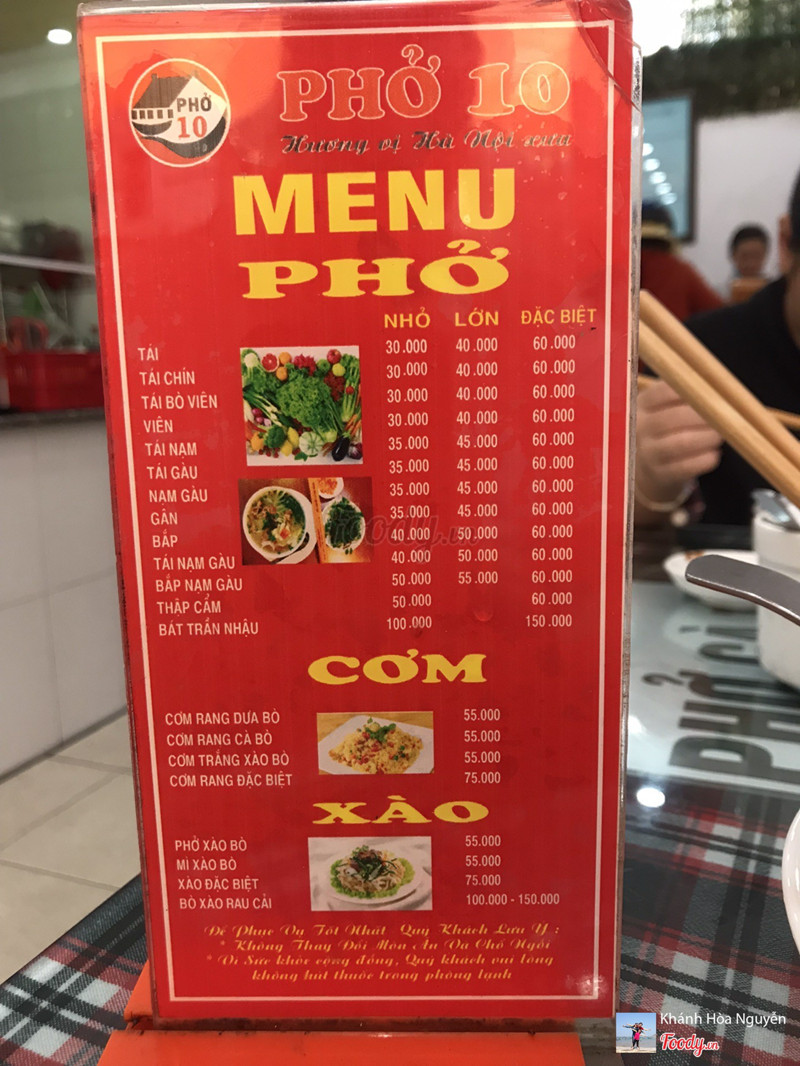 PHỞ 10
PHỞ 10
Hương vị Hà Nội xưa
MENU
PHỞ
NHỎ LỚN ĐẶC BIỆT
TÁI 30.000 40.000 60.000
TÁI CHÍN 30.000 40.000 60.000
TÁI BÒ VIÊN 30.000 40.000 60.000
VIÊN 30.000 40.000 60.000
TÁI NẠM 35.000 45.000 60.000
TÁI GÀU 35.000 45.000 60.000
NẠM GÀU 35.000 45.000 60.000
GÂN 35.000 45.000 60.000
BẮP 40.000 50.000 60.000
TÁI NẠM GÀU 40.000 50.000 60.000
BẮP NẠM GÀU 50.000 55.000 60.000
THẬP CẨM 50.000 60.000
BÁT TRẦN NHẬU 100.000 150.000
CƠM
CƠM RANG DƯA BÒ 55.000
CƠM RANG CÀ BÒ 55.000
CƠM TRẮNG XÀO BÒ 55.000
CƠM RANG ĐẶC BIỆT 75.000
XÀO
PHỞ XÀO BÒ 55.000
MÌ XÀO BÒ 55.000
XÀO ĐẶC BIỆT 75.000
BÒ XÀO RAU CẢI 100.000 - 150.000
Để Phục Vụ Tốt Nhất Quý Khách Lưu Ý :
* Không Thay Đổi Món Ăn Và Chỗ Ngồi
* Vì Sức khỏe cộng đồng, Quý khách vui lòng
không hút thuốc trong phòng lạnh
Foody.vn
PHỞ
Khánh Hòa Nguyễn
Foody.vn